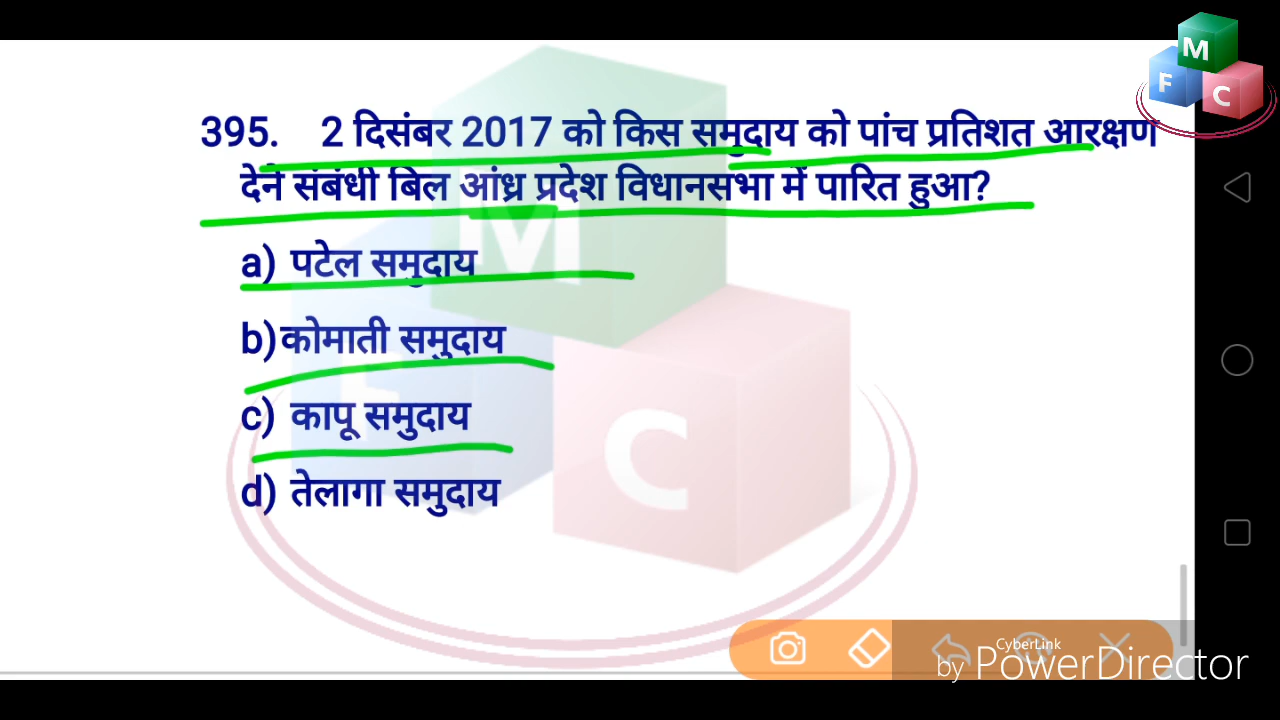 M
F
C
395. 2 दिसंबर 2017 को किस समुदाय को पांच प्रतिशत आरक्षण
देने संबंधी बिल आंध्र प्रदेश विधानसभा में पारित हुआ?
a) पटेल समुदाय
b)कोमाती समुदाय
c) कापू समुदाय
d) तेलागा समुदाय
M
F
C
CyberLink
by PowerDirector